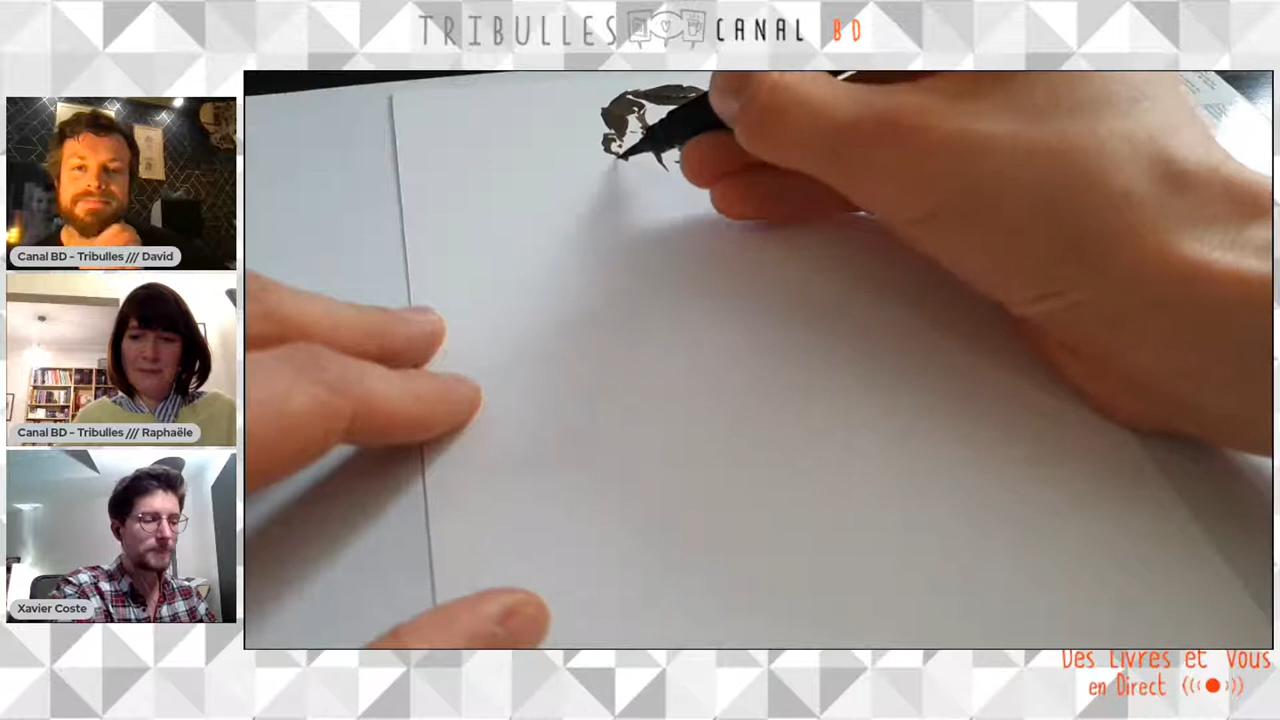 TRIBULLES CANAL BD
Canal BD - Tribulles /// David
Canal BD - Tribulles /// Raphaële
Xavier Coste
Des Livres et Vous
en Direct